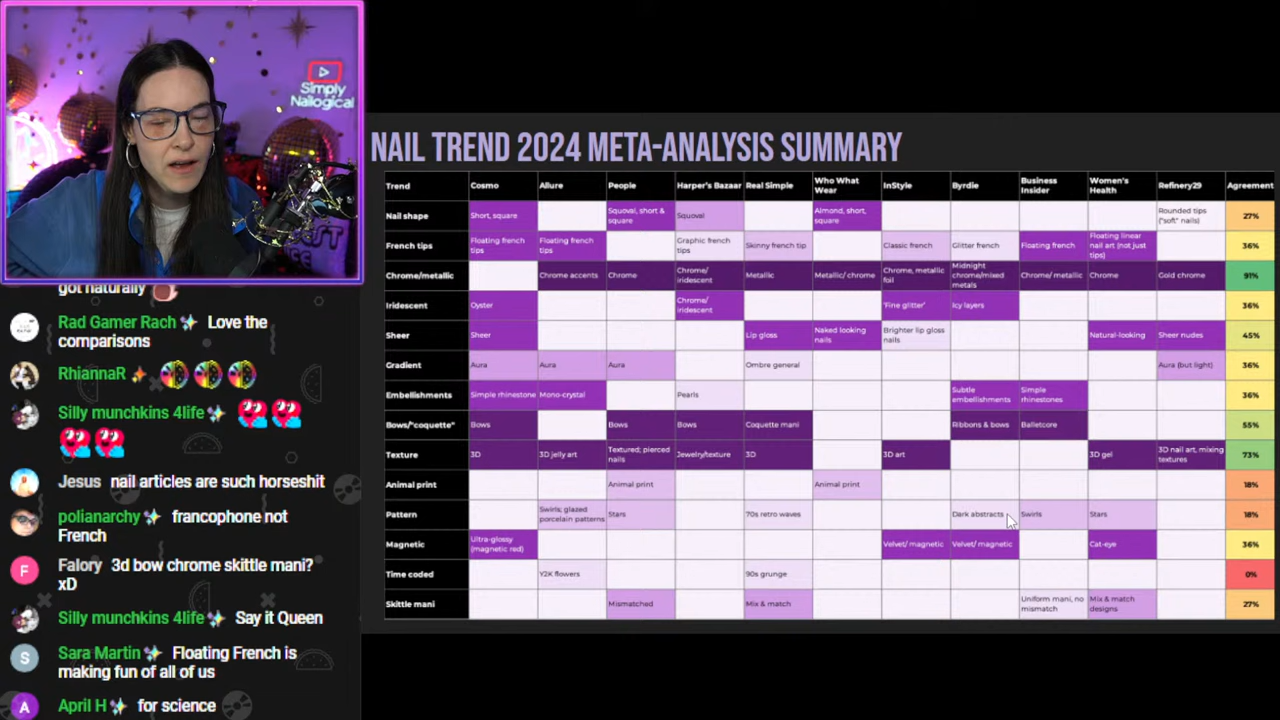 Simply
Nailogical
NAIL TREND 2024 META-ANALYSIS SUMMARY
Trend Cosmo Allure People Harper's Bazaar Real Simple Who What Wear InStyle Byrdie Business Insider Women's Health Refinery29 Agreement
Nail shape Short, square Squoval, short & square Squoval Almond, short, square Rounded tips ("soft" nails) 27%
French tips Floating french tips Floating french tips Graphic french tips Skinny french tip Classic french Glitter french Floating french Floating linear nail art (not just tips) 36%
Chrome/metallic Chrome accents Chrome Chrome/ iridescent Metallic Metallic/ chrome Chrome, metallic foil Midnight chrome/mixed metals Chrome/ metallic Chrome Gold chrome 91%
Iridescent Oyster Chrome/ iridescent 'Fine glitter' Icy layers 36%
Sheer Sheer Lip gloss Naked looking nails Brighter lip gloss nails Natural-looking Sheer nudes 45%
Gradient Aura Aura Aura Ombre general Aura (but light) 36%
Embellishments Simple rhinestone Mono-crystal Pearls Subtle embellishments Simple rhinestones 36%
Bows/"coquette" Bows Bows Bows Coquette mani Ribbons & bows Balletcore 55%
Texture 3D 3D jelly art Textured; pierced nails Jewelry/texture 3D 3D art 3D gel 3D nail art, mixing textures 73%
Animal print Animal print Animal print 18%
Pattern Swirls; glazed porcelain patterns Stars 70s retro waves Dark abstracts Swirls Stars 18%
Magnetic Ultra-glossy (magnetic red) Velvet/ magnetic Velvet/ magnetic Cat-eye 36%
Time coded Y2K flowers 90s grunge 0%
Skittle mani Mismatched Mix & match Uniform mani, no mismatch Mix & match designs 27%
got naturally
Rad Gamer Rach Love the
comparisons
RhiannaR
Silly munchkins 4life
Jesus nail articles are such horseshit
polianarchy francophone not
French
Falory 3d bow chrome skittle mani?
xD
Silly munchkins 4life Say it Queen
Sara Martin Floating French is
making fun of all of us
April H for science